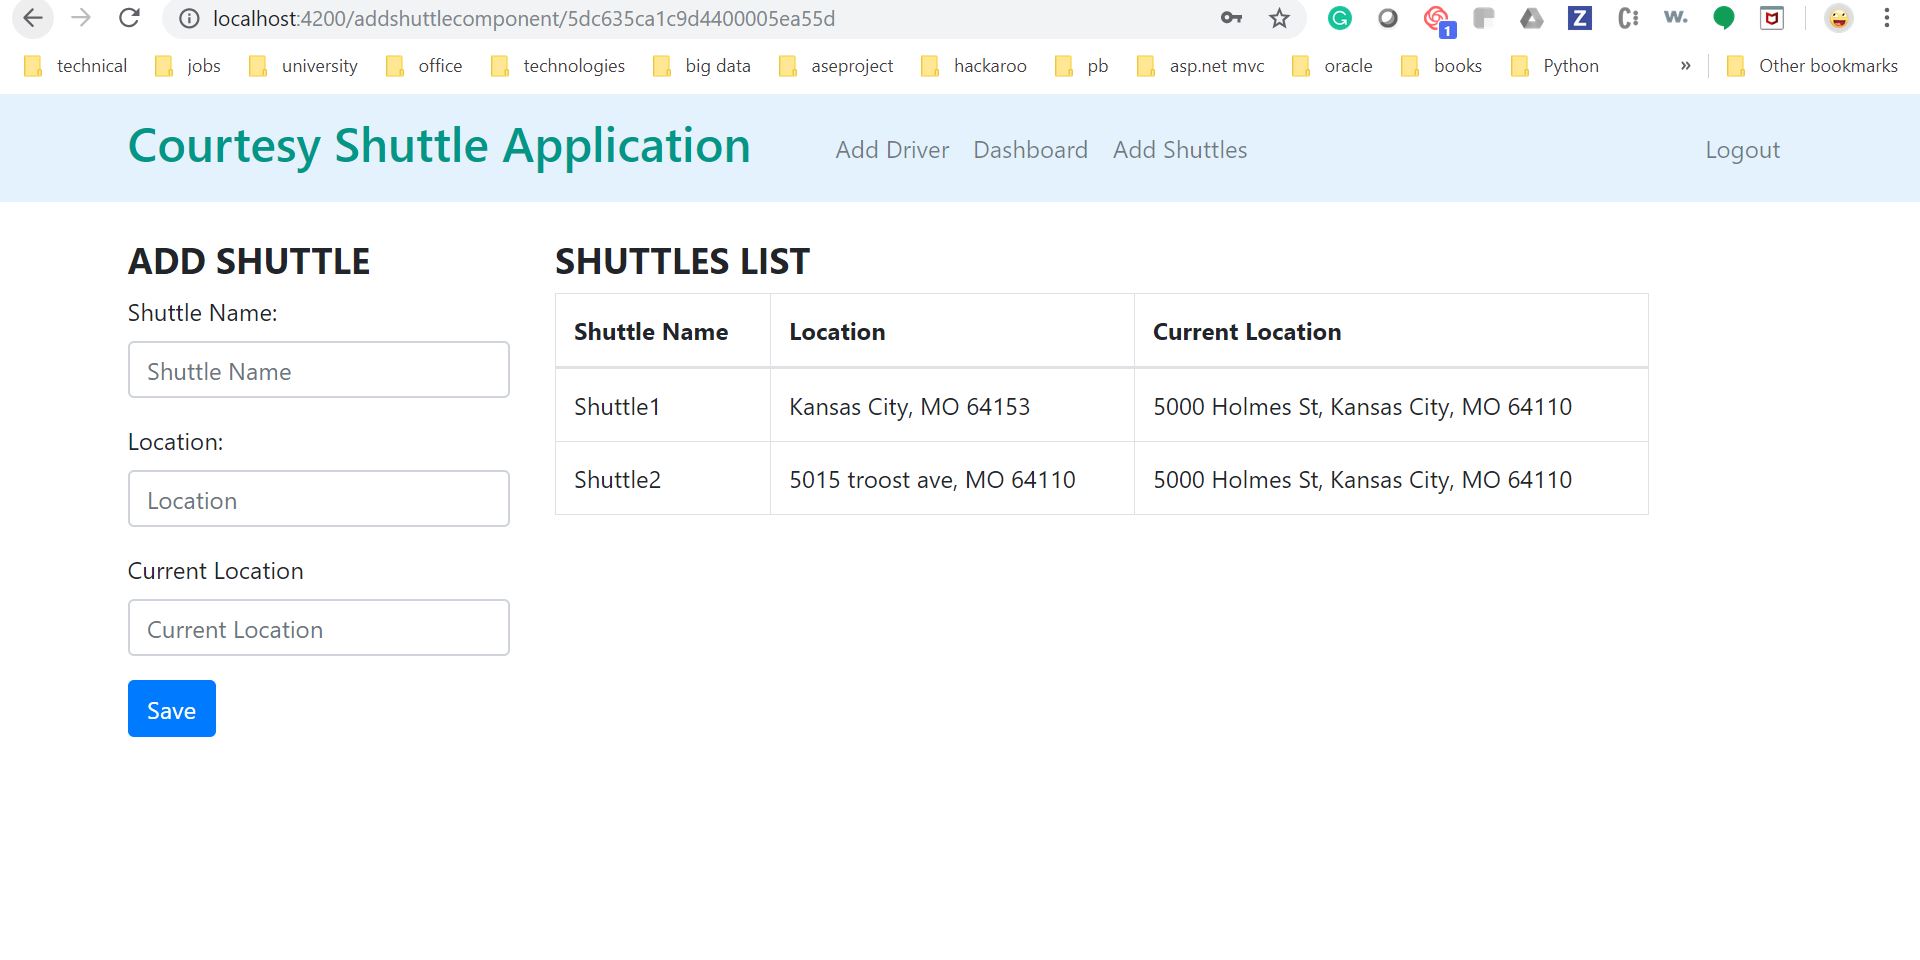 localhost:4200/addshuttlecomponent/5dc635ca1c9d4400005ea55d
1
Z
C
w.
technical jobs university office technologies big data aseproject hackaroo pb asp.net mvc oracle books Python » Other bookmarks
Courtesy Shuttle Application Add Driver Dashboard Add Shuttles Logout
ADD SHUTTLE
Shuttle Name:
Shuttle Name
Location:
Location
Current Location
Current Location
Save
SHUTTLES LIST
Shuttle Name Location Current Location
Shuttle1 Kansas City, MO 64153 5000 Holmes St, Kansas City, MO 64110
Shuttle2 5015 troost ave, MO 64110 5000 Holmes St, Kansas City, MO 64110